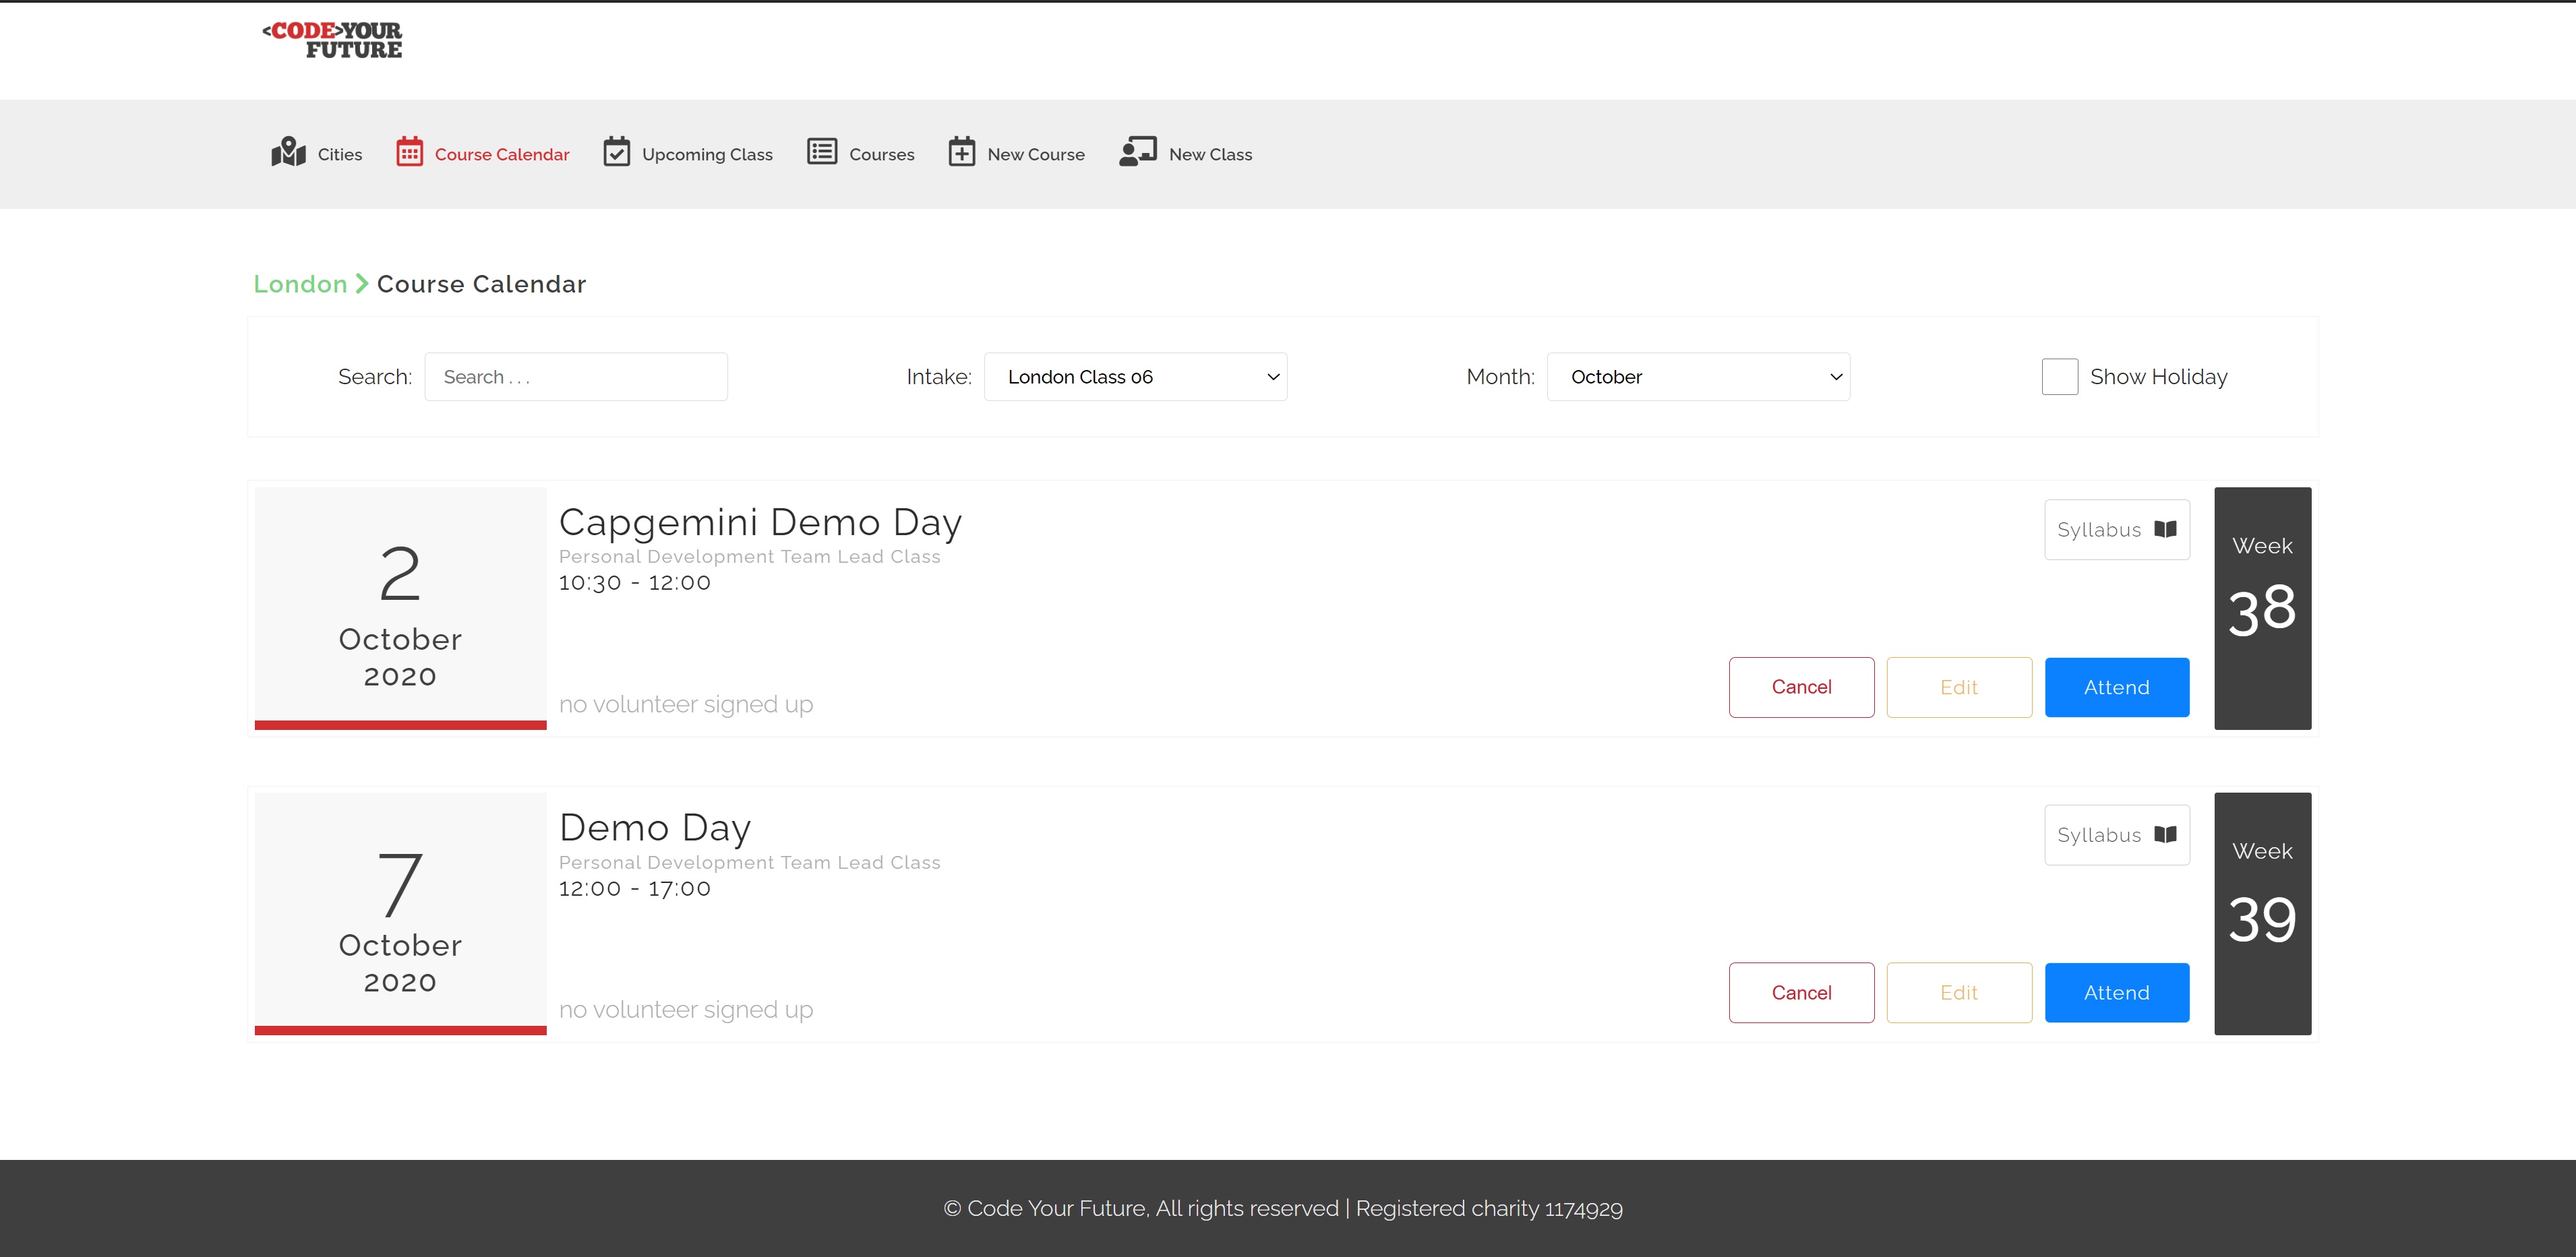 <CODE>YOUR
FUTURE
Cities Course Calendar Upcoming Class Courses New Course New Class
London Course Calendar
Search: Search . . . Intake: London Class 06 Month: October Show Holiday
2
October
2020
Capgemini Demo Day
Personal Development Team Lead Class
10:30 - 12:00
no volunteer signed up
Syllabus
Cancel Edit Attend
Week
38
7
October
2020
Demo Day
Personal Development Team Lead Class
12:00 - 17:00
no volunteer signed up
Syllabus
Cancel Edit Attend
Week
39
© Code Your Future, All rights reserved | Registered charity 1174929